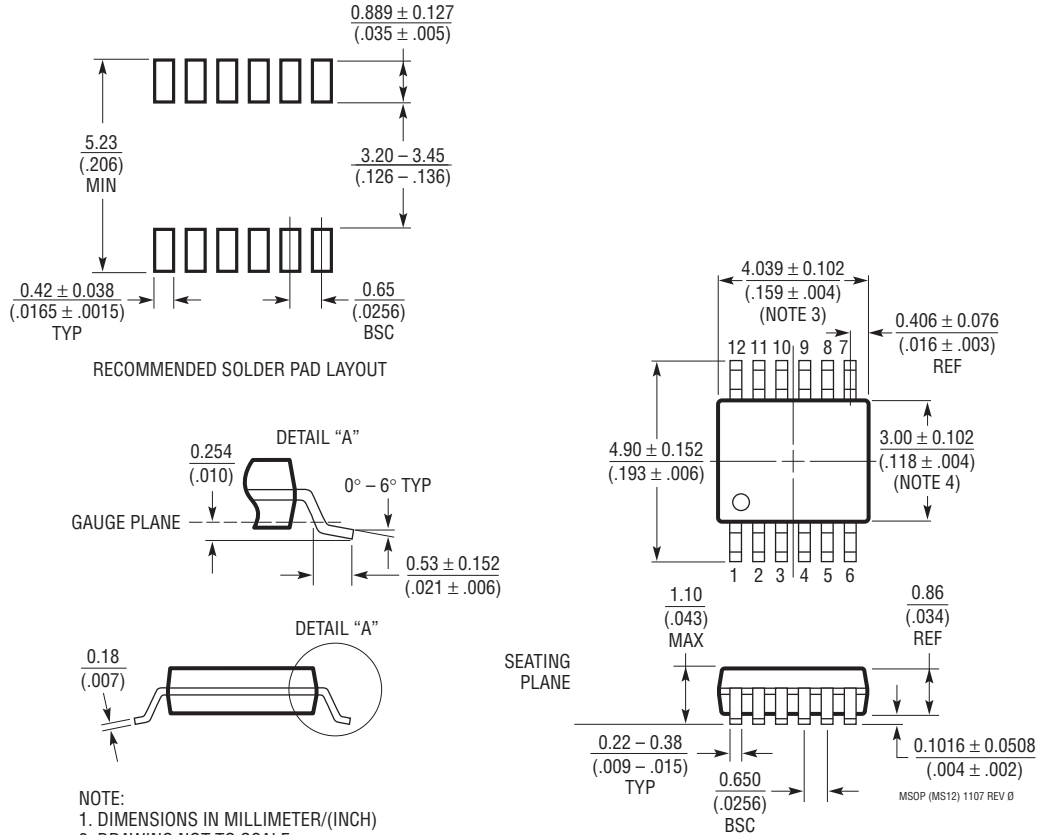 0.889 ± 0.127
(.035 ± .005)
5.23
(.206)
MIN
3.20 – 3.45
(.126 – .136)
0.42 ± 0.038
(.0165 ± .0015)
TYP
0.65
(.0256)
BSC
RECOMMENDED SOLDER PAD LAYOUT
4.039 ± 0.102
(.159 ± .004)
(NOTE 3)
0.406 ± 0.076
(.016 ± .003)
REF
12 11 10 9 8 7
4.90 ± 0.152
(.193 ± .006)
3.00 ± 0.102
(.118 ± .004)
(NOTE 4)
1 2 3 4 5 6
DETAIL “A”
0.254
(.010)
0° – 6° TYP
GAUGE PLANE
0.53 ± 0.152
(.021 ± .006)
DETAIL “A”
0.18
(.007)
1.10
(.043)
MAX
0.86
(.034)
REF
SEATING
PLANE
0.22 – 0.38
(.009 – .015)
TYP
0.650
(.0256)
BSC
0.1016 ± 0.0508
(.004 ± .002)
MSOP (MS12) 1107 REV Ø
NOTE:
1. DIMENSIONS IN MILLIMETER/(INCH)
2. DRAWING NOT TO SCALE